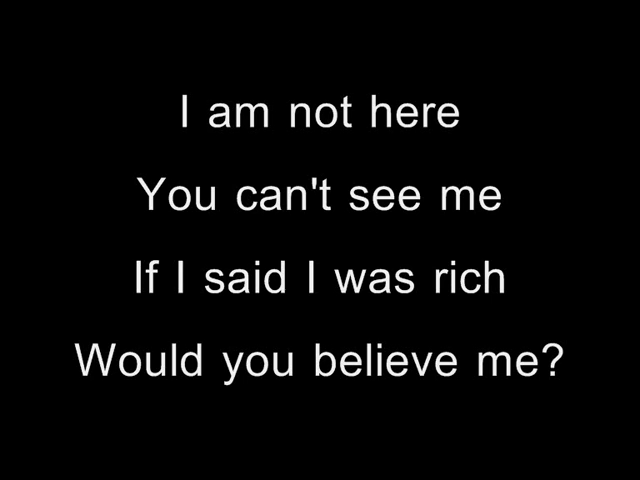 I am not here
You can't see me
If I said I was rich
Would you believe me?